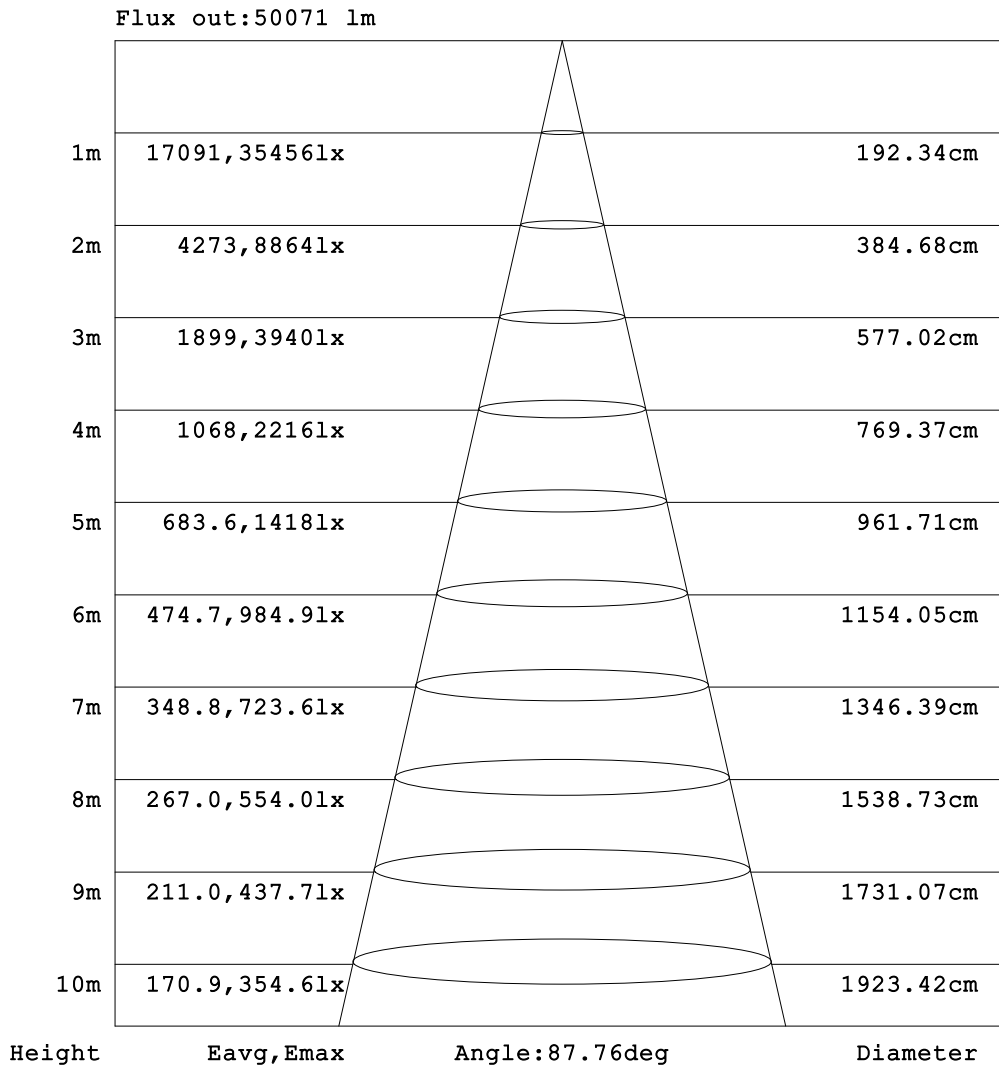 Flux out:50071 lm
1m 17091,35456lx 192.34cm
2m 4273,8864lx 384.68cm
3m 1899,3940lx 577.02cm
4m 1068,2216lx 769.37cm
5m 683.6,1418lx 961.71cm
6m 474.7,984.9lx 1154.05cm
7m 348.8,723.6lx 1346.39cm
8m 267.0,554.0lx 1538.73cm
9m 211.0,437.7lx 1731.07cm
10m 170.9,354.6lx 1923.42cm
Height Eavg,Emax Angle:87.76deg Diameter